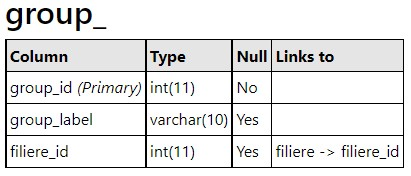 group_
Column Type Null Links to
group_id (Primary) int(11) No
group_label varchar(10) Yes
filiere_id int(11) Yes filiere -> filiere_id